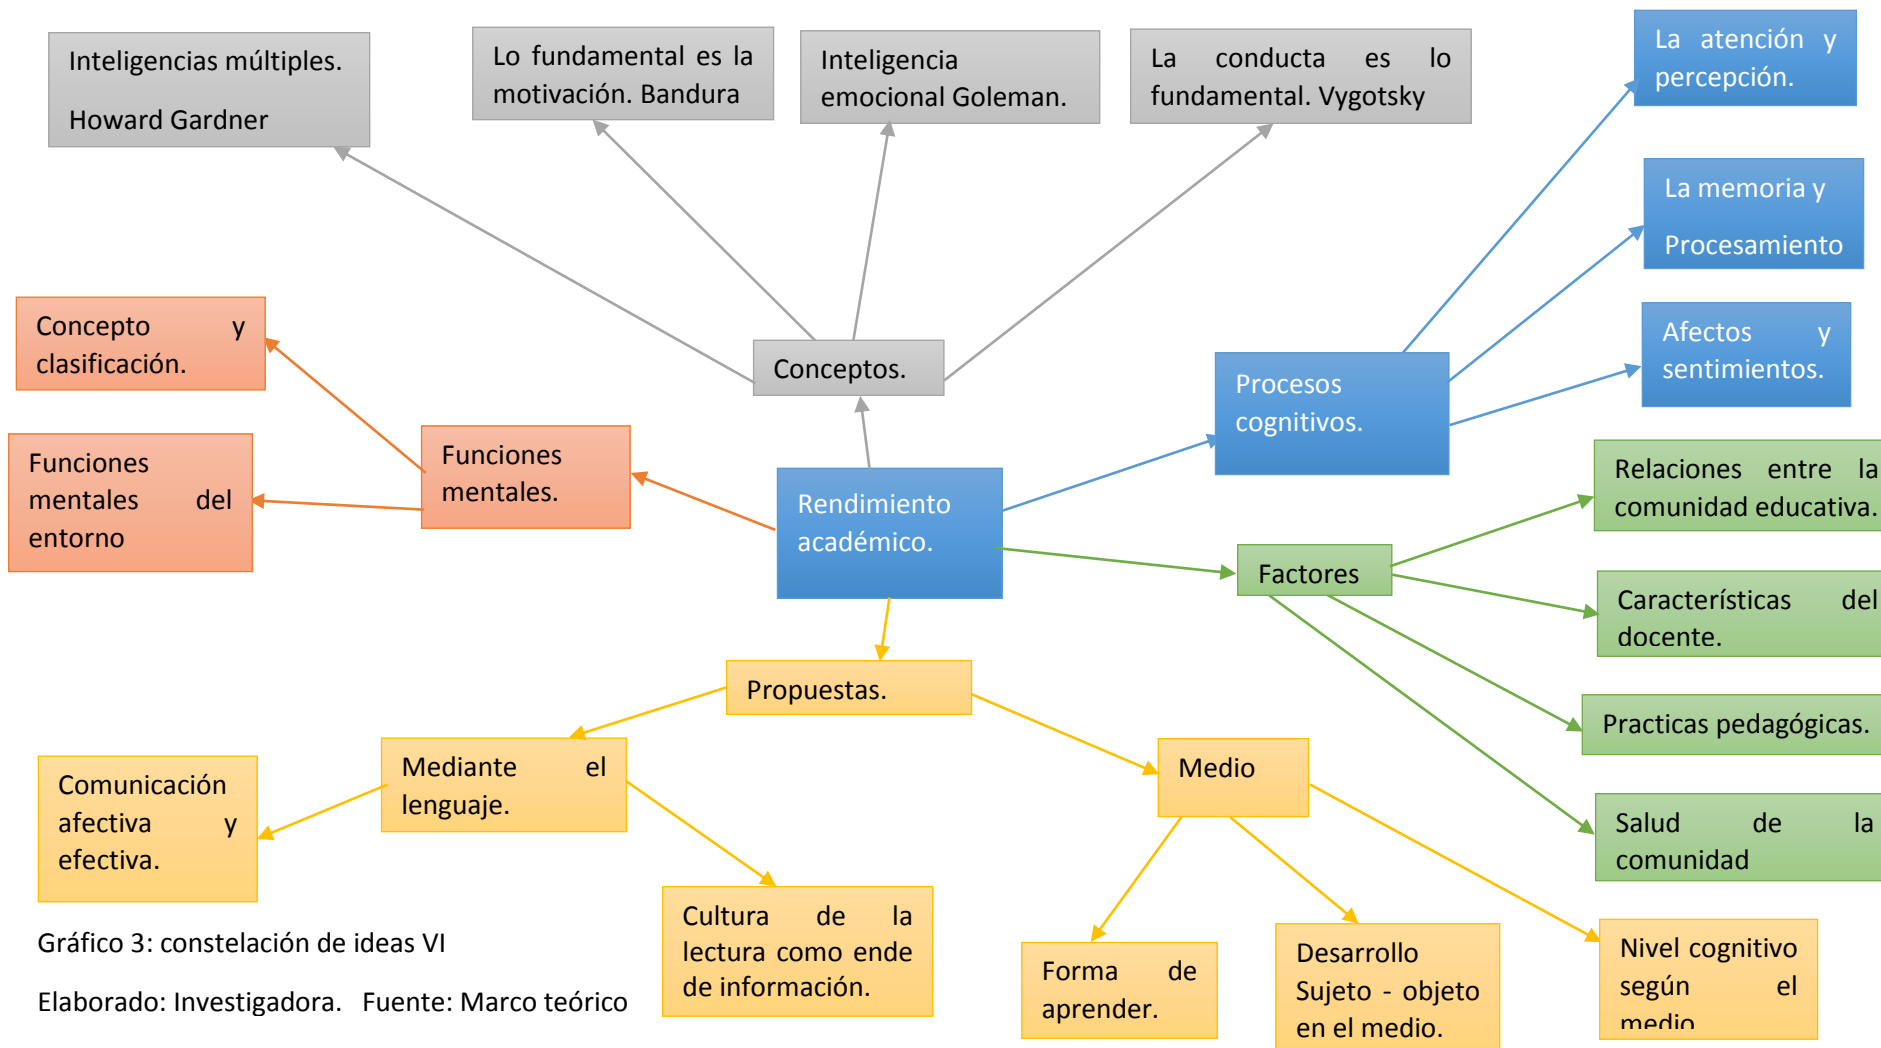 Inteligencias múltiples.
Howard Gardner
Lo fundamental es la
motivación. Bandura
Inteligencia
emocional Goleman.
La conducta es lo
fundamental. Vygotsky
La atención y
percepción.
La memoria y
Procesamiento
Afectos y
sentimientos.
Concepto y
clasificación.
Conceptos.
Procesos
cognitivos.
Funciones
mentales del
entorno
Funciones
mentales.
Rendimiento
académico.
Relaciones entre la
comunidad educativa.
Factores
Características del
docente.
Practicas pedagógicas.
Salud de la
comunidad
Propuestas.
Mediante el
lenguaje.
Medio
Comunicación
afectiva y
efectiva.
Cultura de la
lectura como ende
de información.
Forma de
aprender.
Desarrollo
Sujeto - objeto
en el medio.
Nivel cognitivo
según el
medio
Gráfico 3: constelación de ideas VI
Elaborado: Investigadora. Fuente: Marco teórico